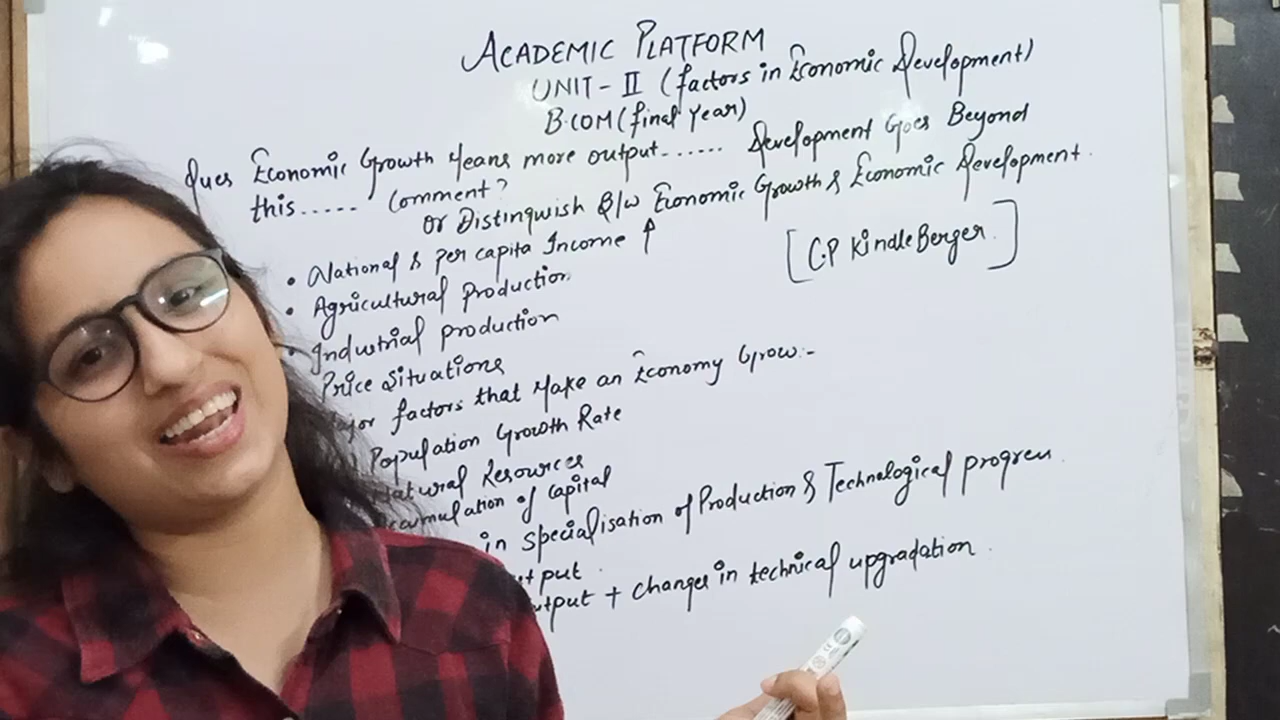 ACADEMIC PLATFORM
UNIT - II (factors in Economic Development)
B.COM (final Year)
Ques Economic Growth Means more output...... Development Goes Beyond
this..... Comment?
Or Distinguish B/w Economic Growth & Economic Development.
• National & Per capita Income ↑
[C.P KindleBerger.]
• Agricultural production
• Industrial production
Price Situations
factors that Make an Economy Grow:-
Population Growth Rate
Natural Resources
of Capital
in Specialisation of Production & Technological progress.
+ changes in technical upgradation.